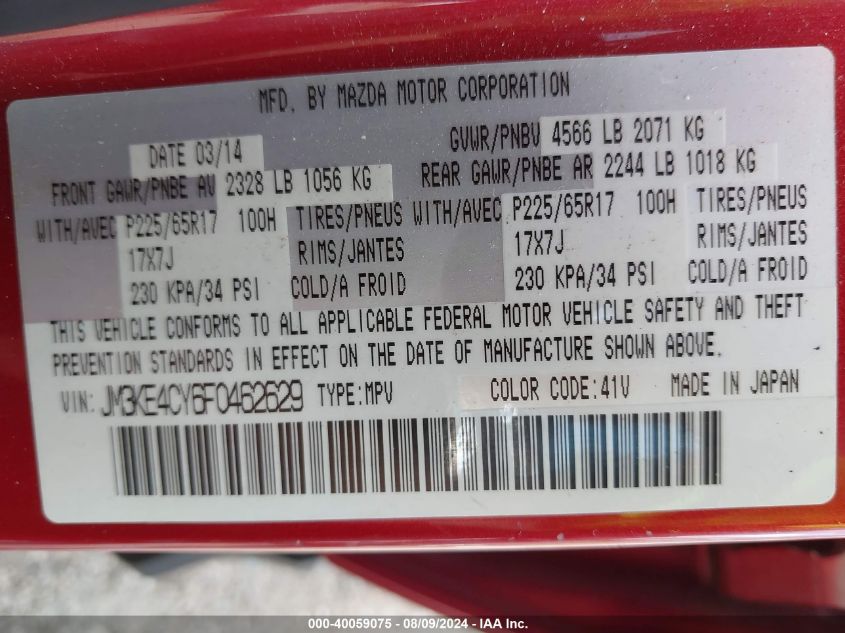 MFD. BY MAZDA MOTOR CORPORATION
DATE 03/14 GVWR/PNBV 4566 LB 2071 KG
FRONT GAWR/PNBE AV 2328 LB 1056 KG REAR GAWR/PNBE AR 2244 LB 1018 KG
WITH/AVEC P225/65R17 100H TIRES/PNEUS WITH/AVEC P225/65R17 100H TIRES/PNEUS
17X7J RIMS/JANTES 17X7J RIMS/JANTES
230 KPA/34 PSI COLD/A FROID 230 KPA/34 PSI COLD/A FROID
THIS VEHICLE CONFORMS TO ALL APPLICABLE FEDERAL MOTOR VEHICLE SAFETY AND THEFT
PREVENTION STANDARDS IN EFFECT ON THE DATE OF MANUFACTURE SHOWN ABOVE.
VIN: JM3KE4CY6F0462629 TYPE:MPV COLOR CODE:41V MADE IN JAPAN
000-40059075 - 08/09/2024 - IAA Inc.